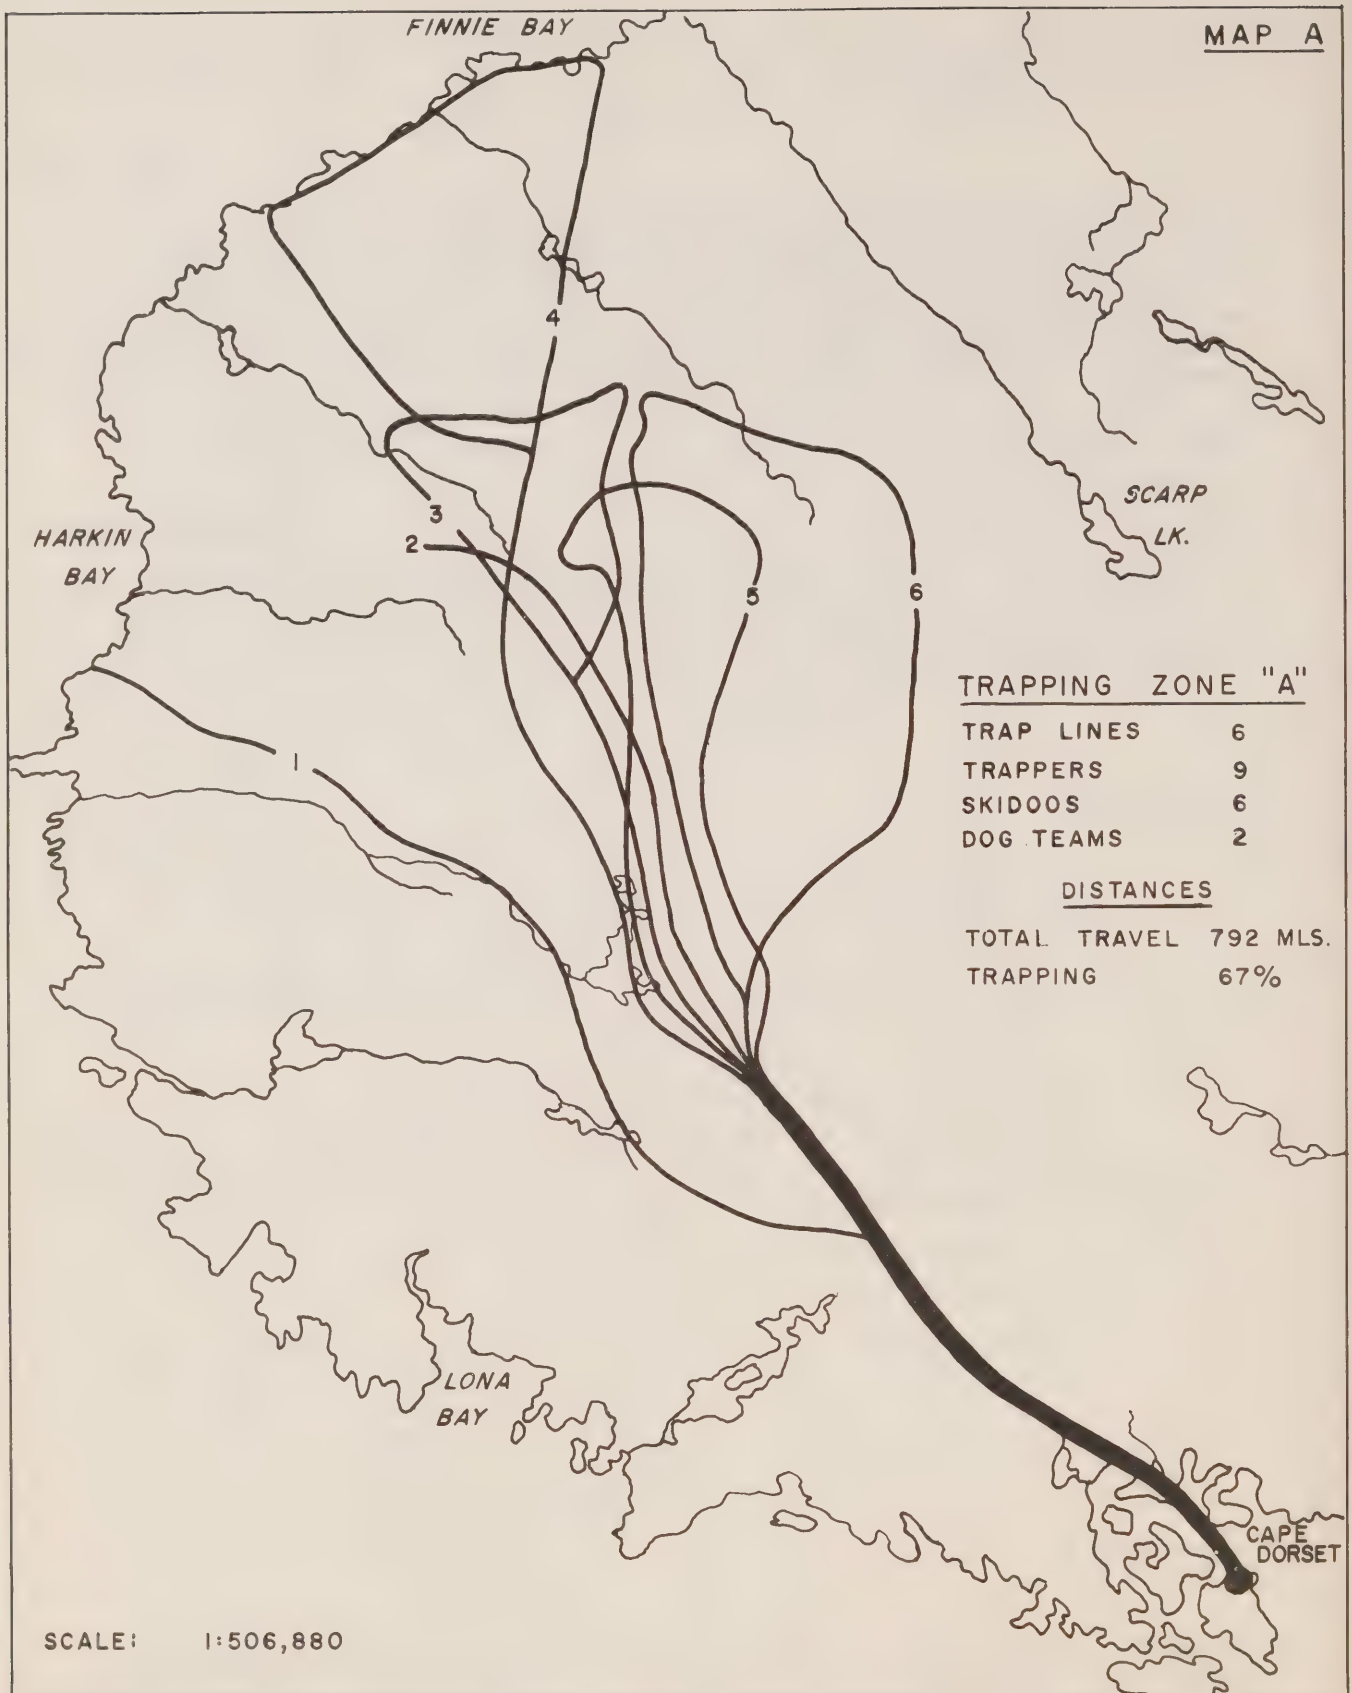 FINNIE BAY
MAP A
4
SCARP
LK.
3
HARKIN
BAY
2
5
6
TRAPPING ZONE "A"
TRAP LINES 6
TRAPPERS 9
SKIDOOS 6
DOG TEAMS 2
1
DISTANCES
TOTAL TRAVEL 792 MLS.
TRAPPING 67%
LONA
BAY
CAPE
DORSET
SCALE: 1:506,880